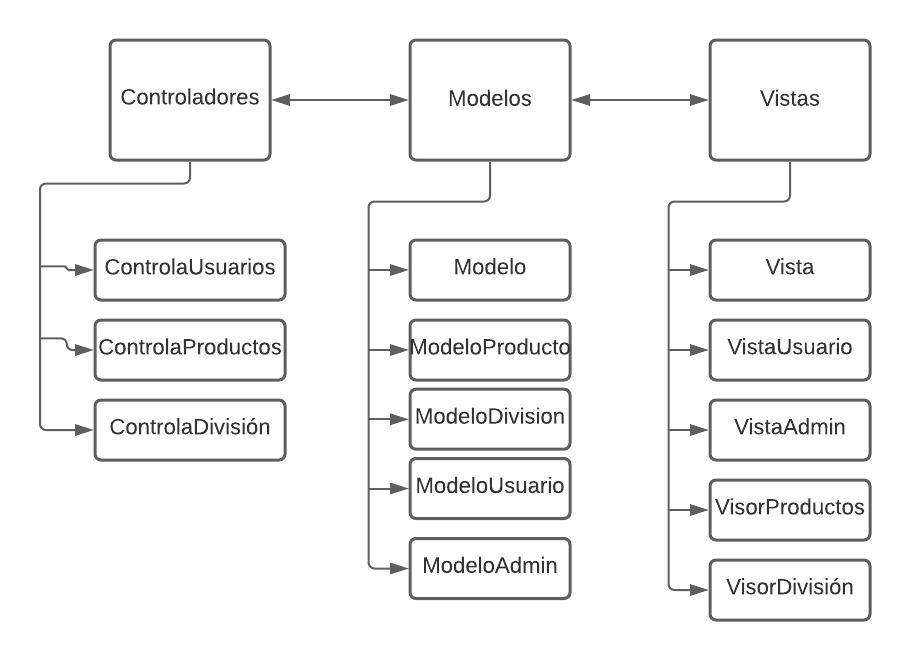 Controladores
Modelos
Vistas
ControlaUsuarios
ControlaProductos
ControlaDivisión
Modelo
ModeloProducto
ModeloDivision
ModeloUsuario
ModeloAdmin
Vista
VistaUsuario
VistaAdmin
VisorProductos
VisorDivisión